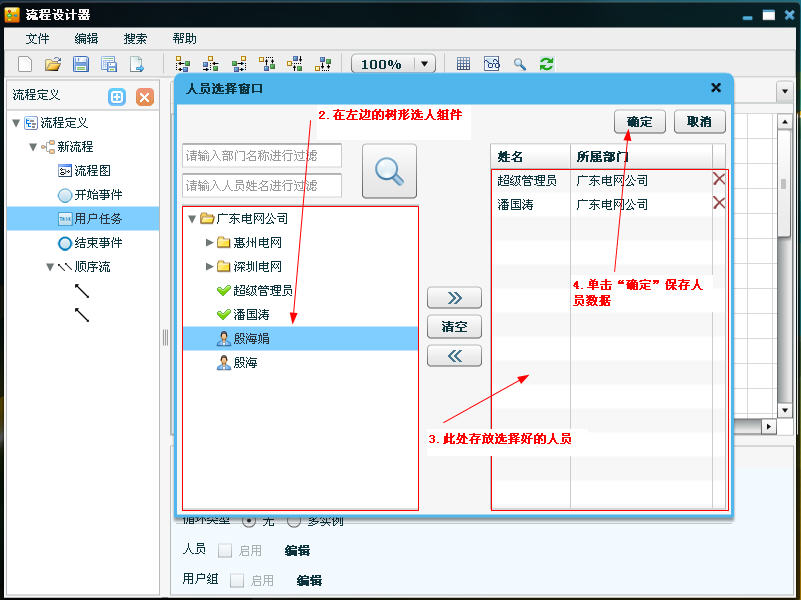 流程设计器
文件 编辑 搜索 帮助
100%
流程定义
流程定义
新流程
流程图
开始事件
用户任务
结束事件
顺序流
人员选择窗口
2.在左边的树形选人组件
确定 取消
请输入部门名称进行过滤
请输入人员姓名进行过滤
广东电网公司
惠州电网
深圳电网
超级管理员
潘国涛
殷海娟
殷海
清空
姓名 所属部门
超级管理员 广东电网公司
潘国涛 广东电网公司
4.单击“确定”保存人
员数据
3.此处存放选择好的人员
循环类型 无 多实例
人员 启用 编辑
用户组 启用 编辑